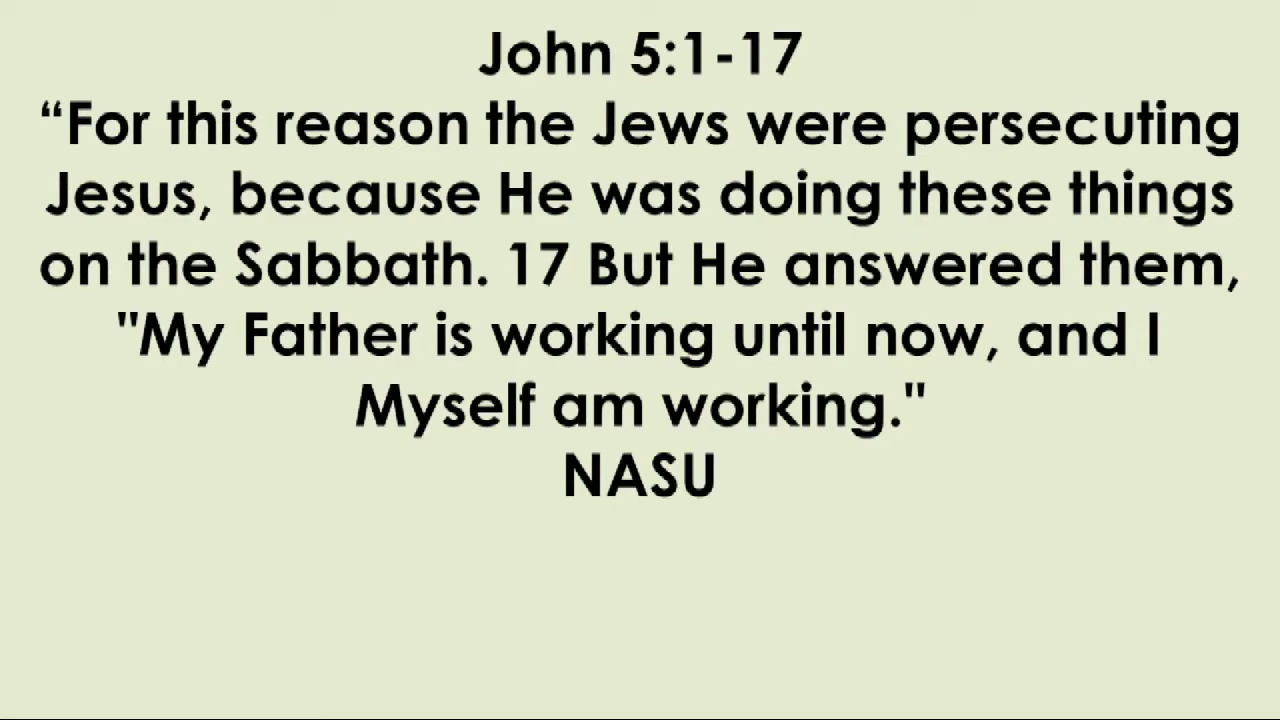 John 5:1-17
“For this reason the Jews were persecuting
Jesus, because He was doing these things
on the Sabbath. 17 But He answered them,
"My Father is working until now, and I
Myself am working."
NASU